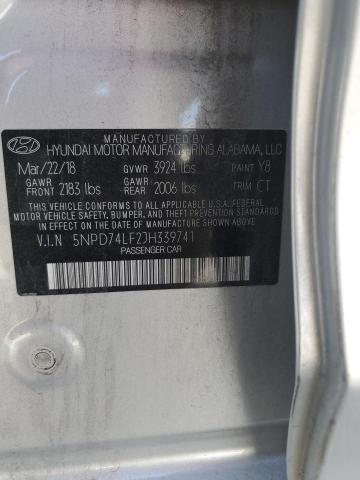 MANUFACTURED BY
HYUNDAI MOTOR MANUFACTURING ALABAMA, LLC
Mar/22/18 GVWR 3924 lbs PAINT Y8
GAWR FRONT 2183 lbs GAWR REAR 2006 lbs TRIM CT
THIS VEHICLE CONFORMS TO ALL APPLICABLE U.S.A FEDERAL
MOTOR VEHICLE SAFETY, BUMPER, AND THEFT
PREVENTION STANDARDS IN EFFECT ON THE DATE OF
MANUFACTURE SHOWN ABOVE.
V.I.N 5NPD74LF2JH339741
PASSENGER CAR